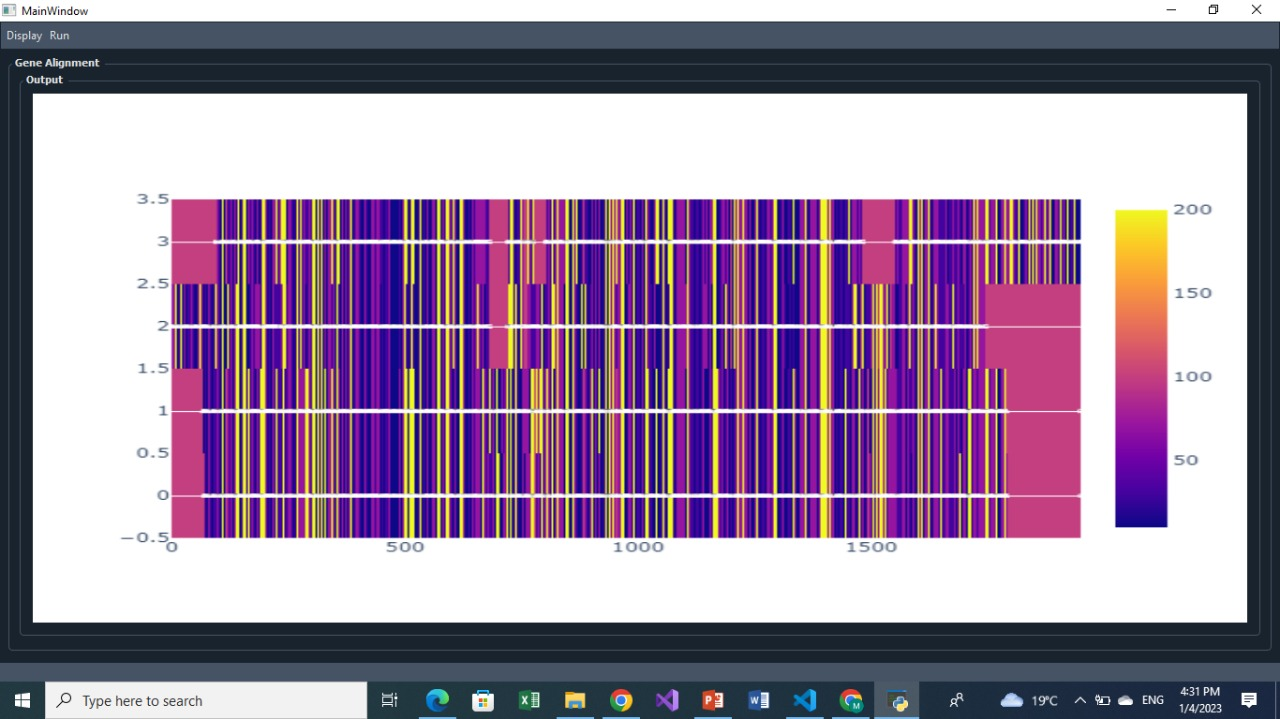 MainWindow
Display Run
Gene Alignment
Output
3.5
3
2.5
2
1.5
1
0.5
0
−0.5
0 500 1000 1500
200
150
100
50
Type here to search
19°C
ENG
4:31 PM
1/4/2023